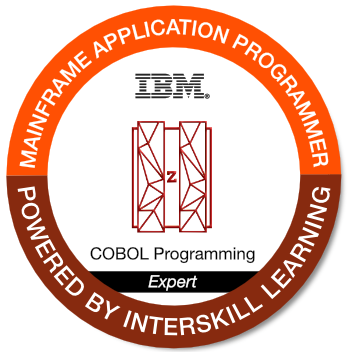 MAINFRAME APPLICATION PROGRAMMER
IBM®
z
COBOL Programming
Expert
POWERED BY INTERSKILL LEARNING